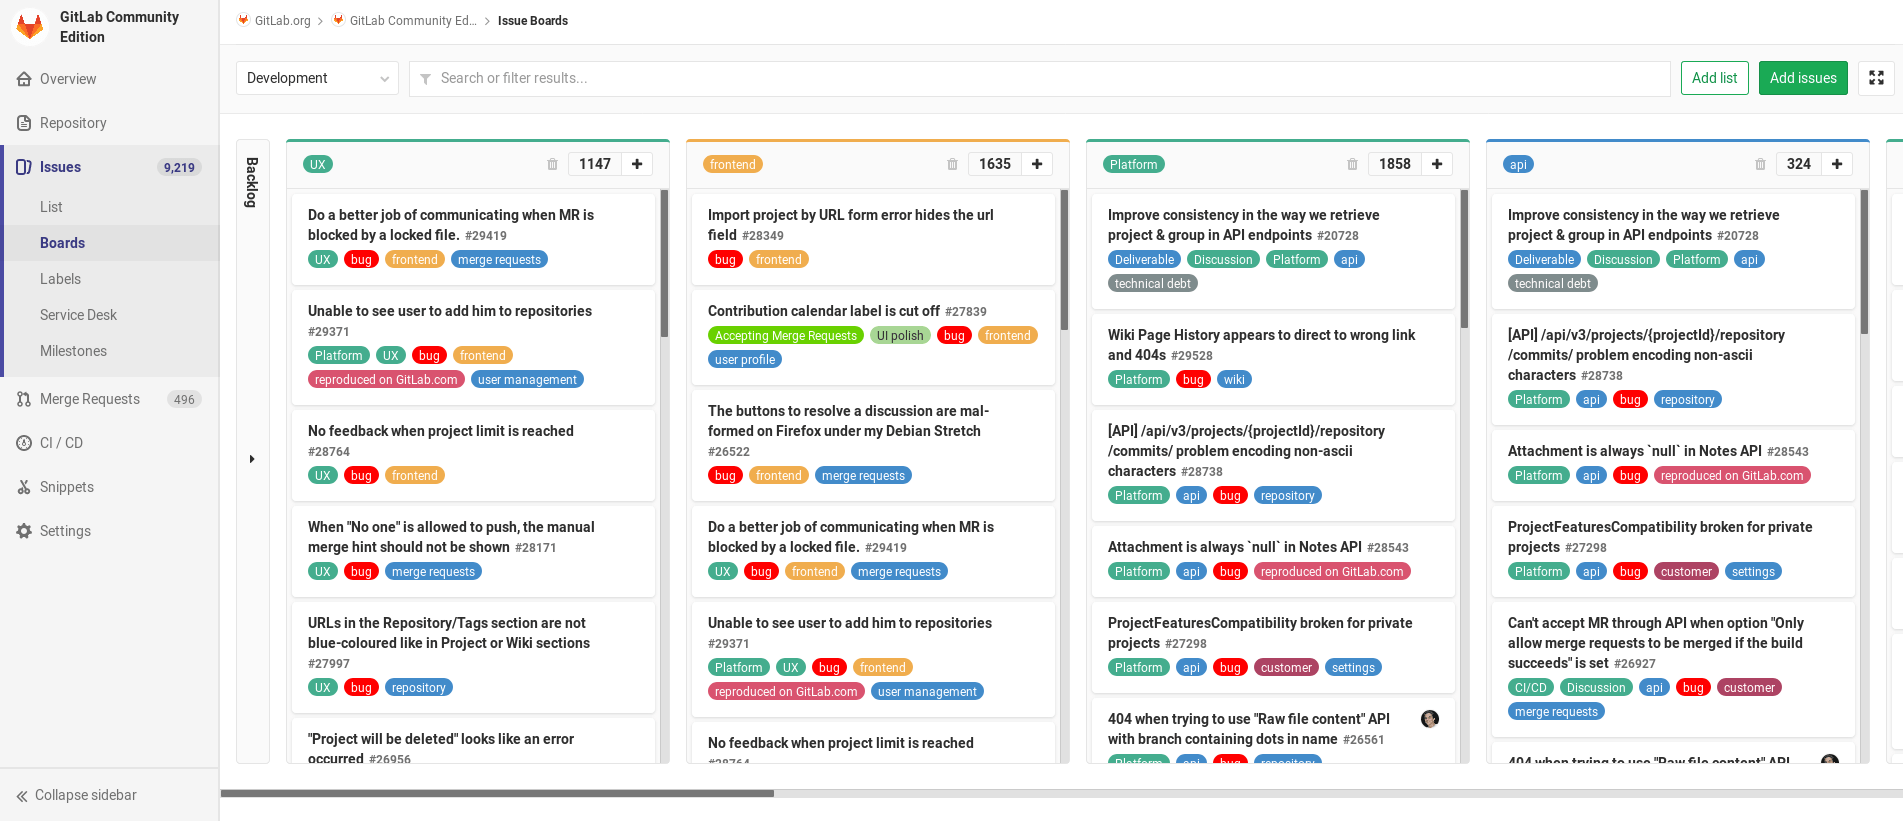 GitLab Community
Edition
Overview
Repository
Issues 9,219
List
Boards
Labels
Service Desk
Milestones
Merge Requests 496
CI / CD
Snippets
Settings
Collapse sidebar
GitLab.org > GitLab Community Ed... > Issue Boards
Development
Search or filter results...
Add list
Add issues
Backlog
UX 1147
Do a better job of communicating when MR is
blocked by a locked file. #29419
UX bug frontend merge requests
Unable to see user to add him to repositories
#29371
Platform UX bug frontend
reproduced on GitLab.com user management
No feedback when project limit is reached
#28764
UX bug frontend
When "No one" is allowed to push, the manual
merge hint should not be shown #28171
UX bug merge requests
URLs in the Repository/Tags section are not
blue-coloured like in Project or Wiki sections
#27997
UX bug repository
"Project will be deleted" looks like an error
occurred #26956
frontend 1635
Import project by URL form error hides the url
field #28349
bug frontend
Contribution calendar label is cut off #27839
Accepting Merge Requests UI polish bug frontend
user profile
The buttons to resolve a discussion are mal-
formed on Firefox under my Debian Stretch
#26522
bug frontend merge requests
Do a better job of communicating when MR is
blocked by a locked file. #29419
UX bug frontend merge requests
Unable to see user to add him to repositories
#29371
Platform UX bug frontend
reproduced on GitLab.com user management
No feedback when project limit is reached
#28764
Platform 1858
Improve consistency in the way we retrieve
project & group in API endpoints #20728
Deliverable Discussion Platform api
technical debt
Wiki Page History appears to direct to wrong link
and 404s #29528
Platform bug wiki
[API] /api/v3/projects/{projectId}/repository
/commits/ problem encoding non-ascii
characters #28738
Platform api bug repository
Attachment is always `null` in Notes API #28543
Platform api bug reproduced on GitLab.com
ProjectFeaturesCompatibility broken for private
projects #27298
Platform api bug customer settings
404 when trying to use "Raw file content" API
with branch containing dots in name #26561
Platform api bug repository
api 324
Improve consistency in the way we retrieve
project & group in API endpoints #20728
Deliverable Discussion Platform api
technical debt
[API] /api/v3/projects/{projectId}/repository
/commits/ problem encoding non-ascii
characters #28738
Platform api bug repository
Attachment is always `null` in Notes API #28543
Platform api bug reproduced on GitLab.com
ProjectFeaturesCompatibility broken for private
projects #27298
Platform api bug customer settings
Can't accept MR through API when option "Only
allow merge requests to be merged if the build
succeeds" is set #26927
CI/CD Discussion api bug customer
merge requests
404 when trying to use "Raw file content" API